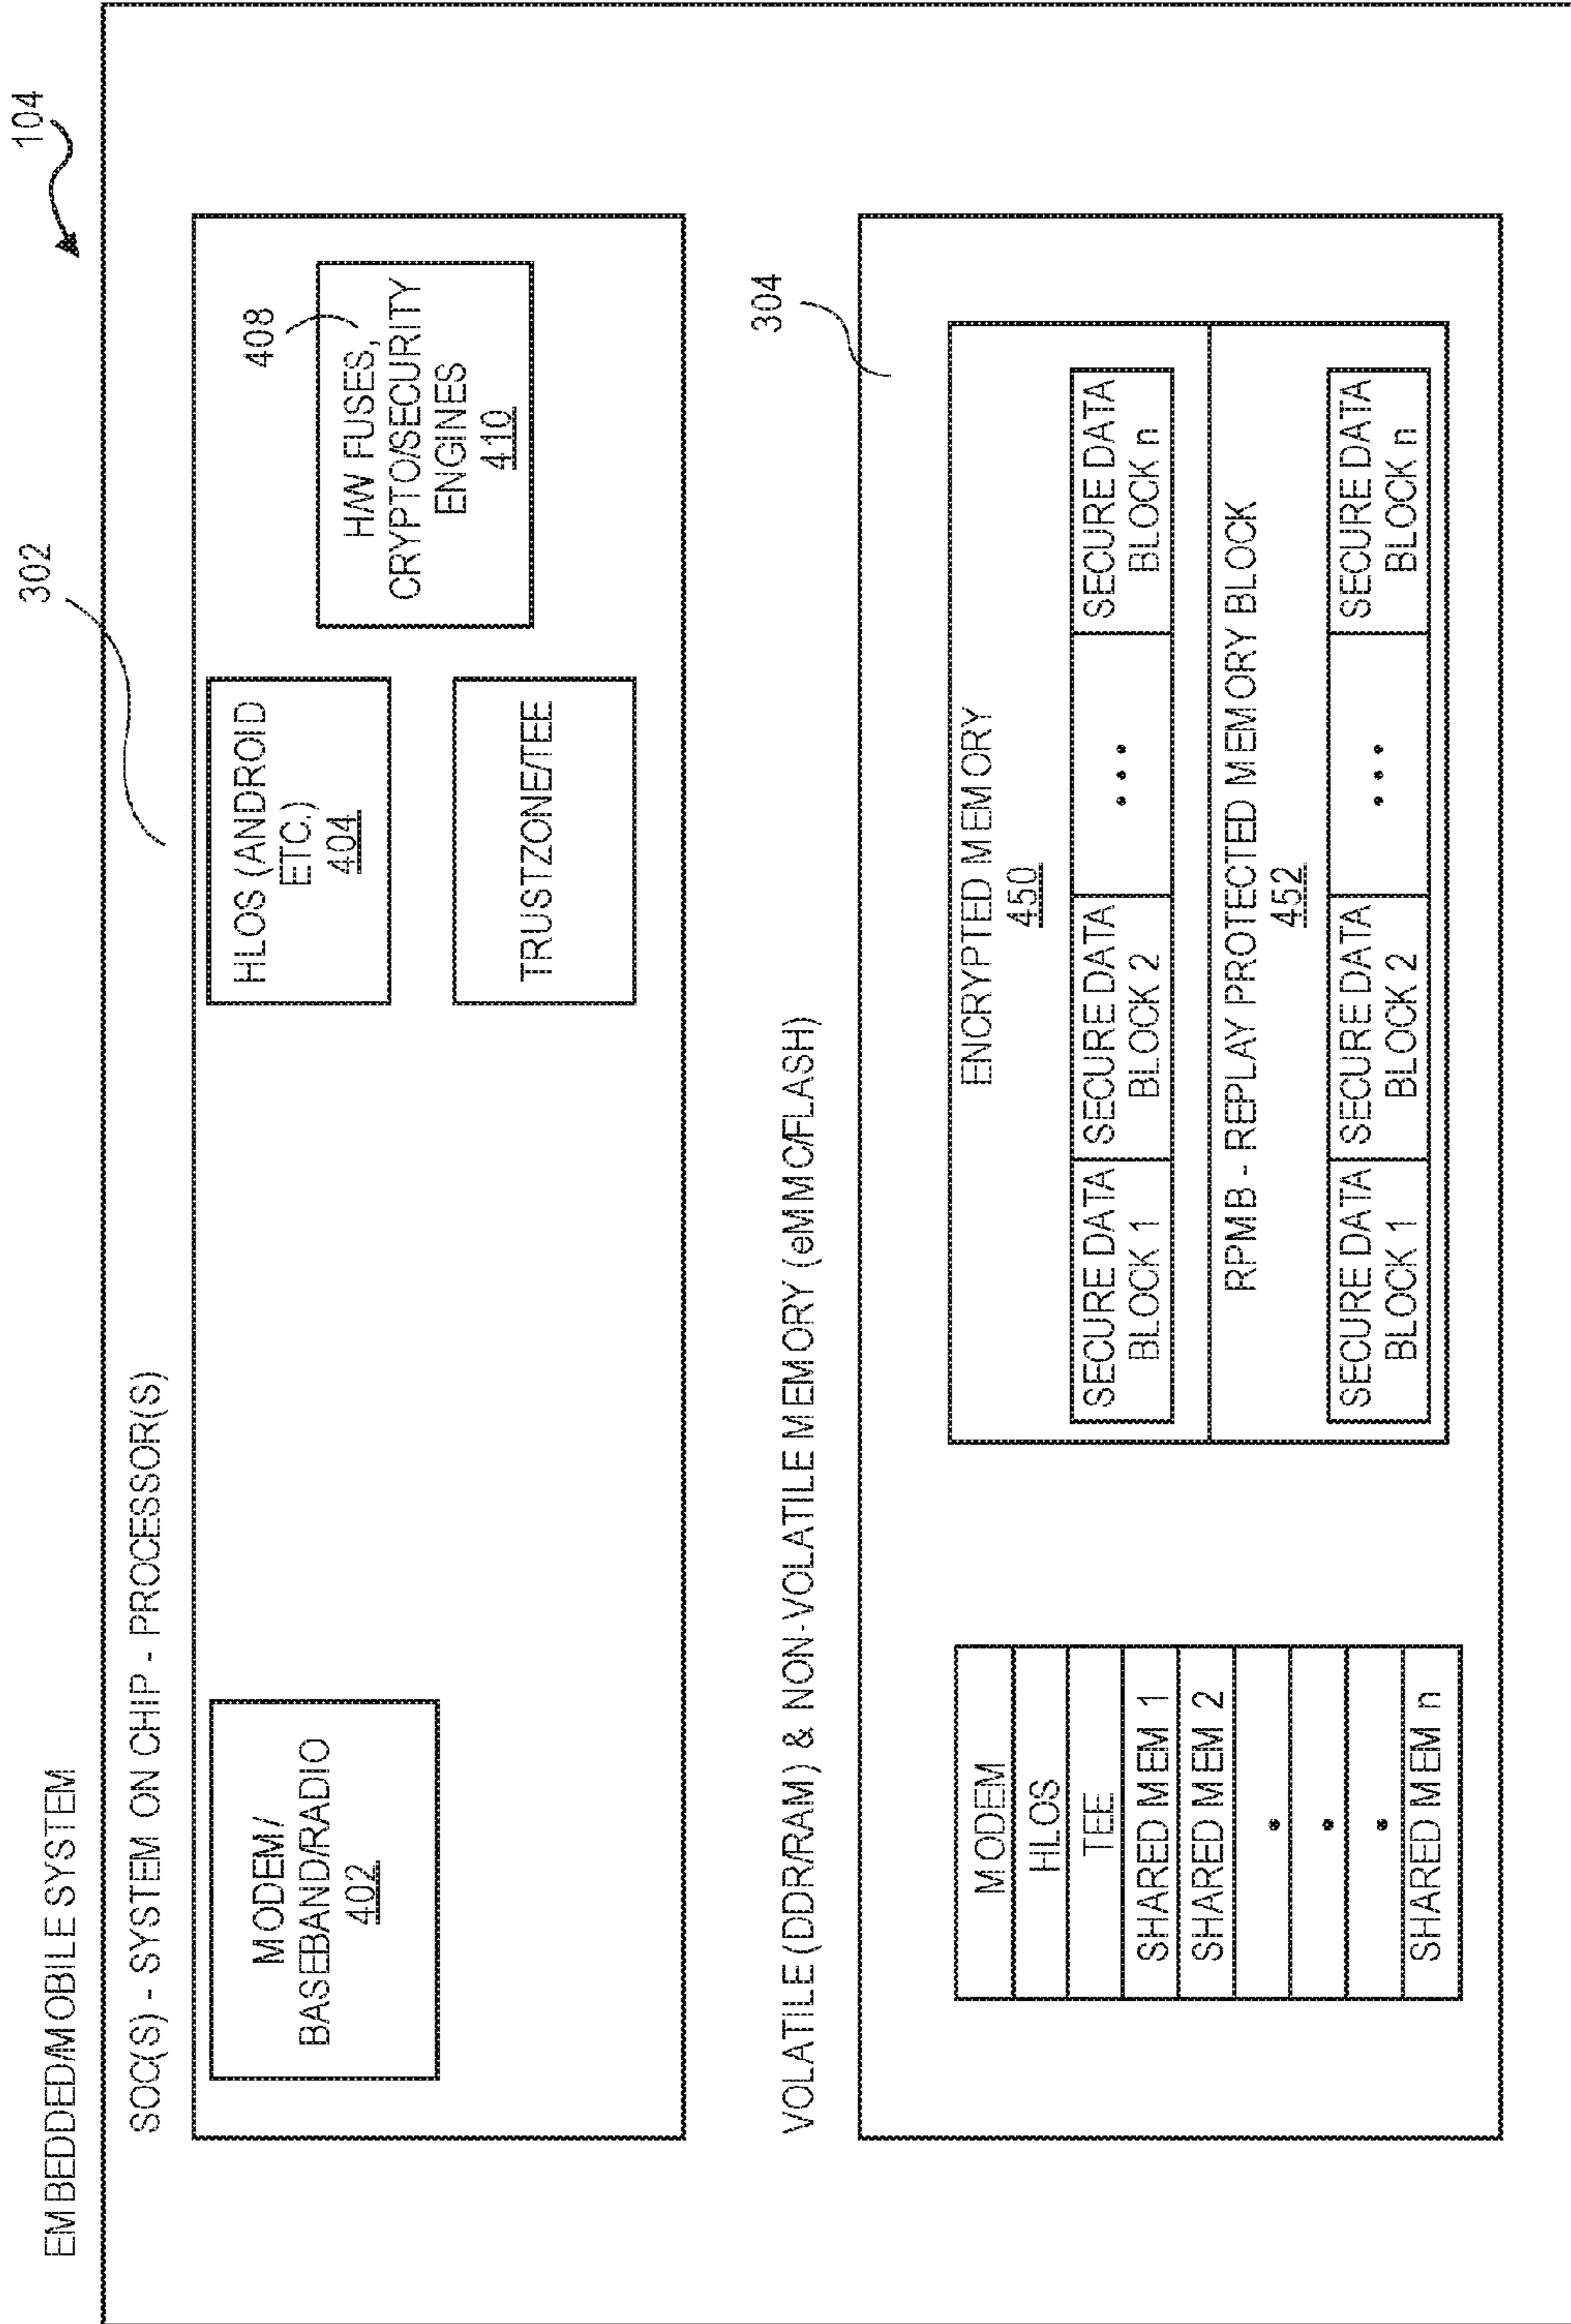 EMBEDDED/MOBILE SYSTEM
104
302
SOC(S) - SYSTEM ON CHIP - PROCESSOR(S)
MODEM /
BASEBAND/RADIO
402
HLOS (ANDROID
ETC.)
404
TRUSTZONE/TEE
408
H/W FUSES,
CRYPTO/SECURITY
ENGINES
410
VOLATILE (DDR/RAM) & NON-VOLATILE MEMORY (eMMC/FLASH)
304
MODEM
HLOS
TEE
SHARED MEM 1
SHARED MEM 2
•
•
•
SHARED MEM n
ENCRYPTED MEMORY
450
SECURE DATA
BLOCK 1
SECURE DATA
BLOCK 2
• • •
SECURE DATA
BLOCK n
RPMB - REPLAY PROTECTED MEMORY BLOCK
452
SECURE DATA
BLOCK 1
SECURE DATA
BLOCK 2
• • •
SECURE DATA
BLOCK n